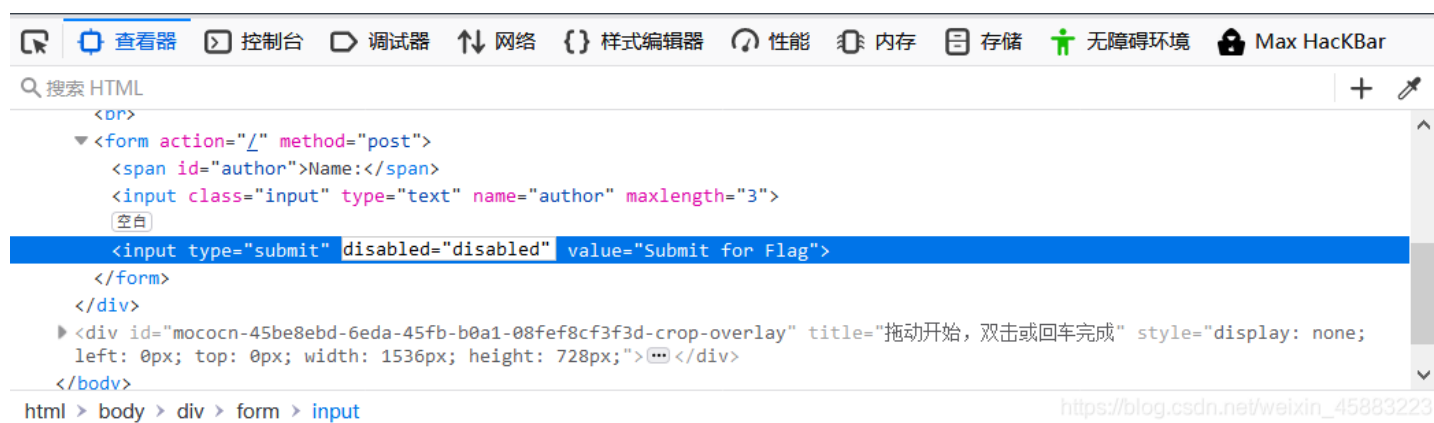 查看器 控制台 调试器 网络 {} 样式编辑器 性能 内存 存储 无障碍环境 Max HacKBar
搜索 HTML
<br>
<form action="/" method="post">
<span id="author">Name:</span>
<input class="input" type="text" name="author" maxlength="3">
空白
<input type="submit" disabled="disabled" value="Submit for Flag">
</form>
</div>
<div id="mococn-45be8ebd-6eda-45fb-b0a1-08fef8cf3f3d-crop-overlay" title="拖动开始，双击或回车完成" style="display: none;
left: 0px; top: 0px; width: 1536px; height: 728px;">⋯</div>
</body>
html > body > div > form > input
https://blog.csdn.net/weixin_45883223